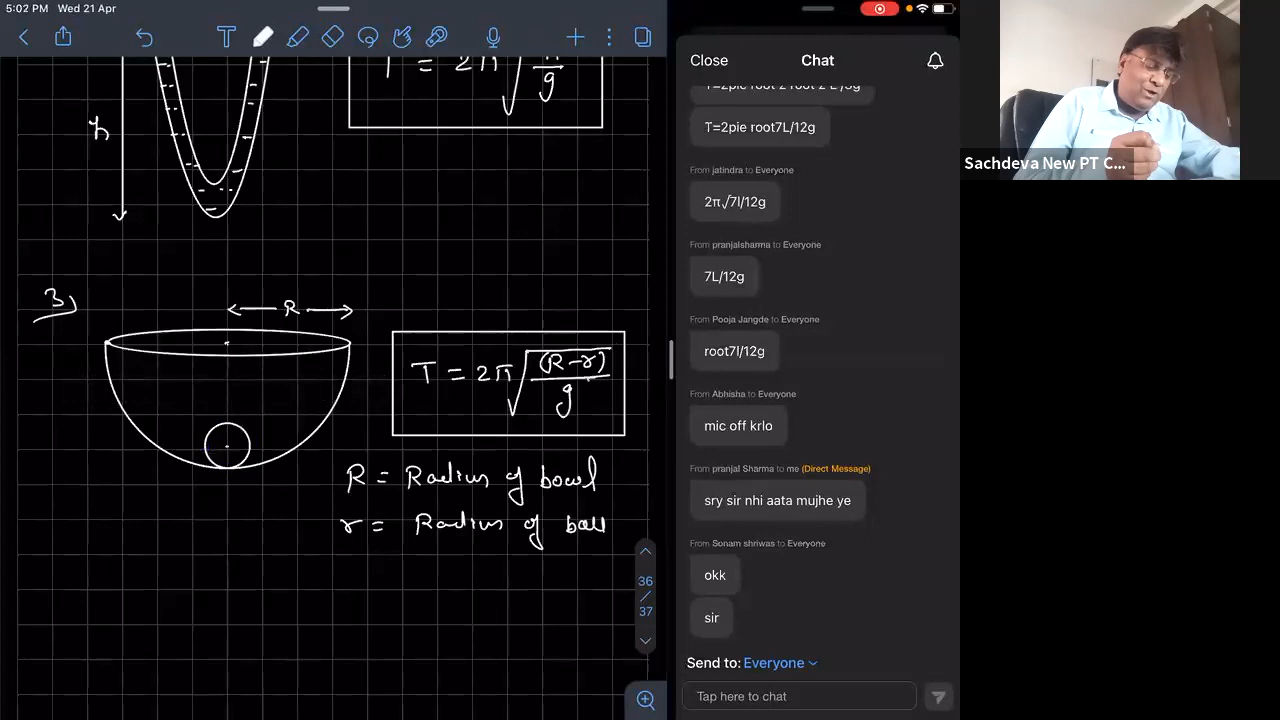 5:02 PM Wed 21 Apr
T = 2π √ h/g
h
3)
R
T = 2π √ (R-r)/g
R = Radius of bowl
r = Radius of ball
36
/
37
Close
Chat
T=2pie root7L/12g
From jatindra to Everyone
2π√7l/12g
From pranjalsharma to Everyone
7L/12g
From Pooja Jangde to Everyone
root7l/12g
From Abhisha to Everyone
mic off krlo
From pranjal Sharma to me (Direct Message)
sry sir nhi aata mujhe ye
From Sonam shriwas to Everyone
okk
sir
Send to: Everyone
Tap here to chat
Sachdeva New PT C...